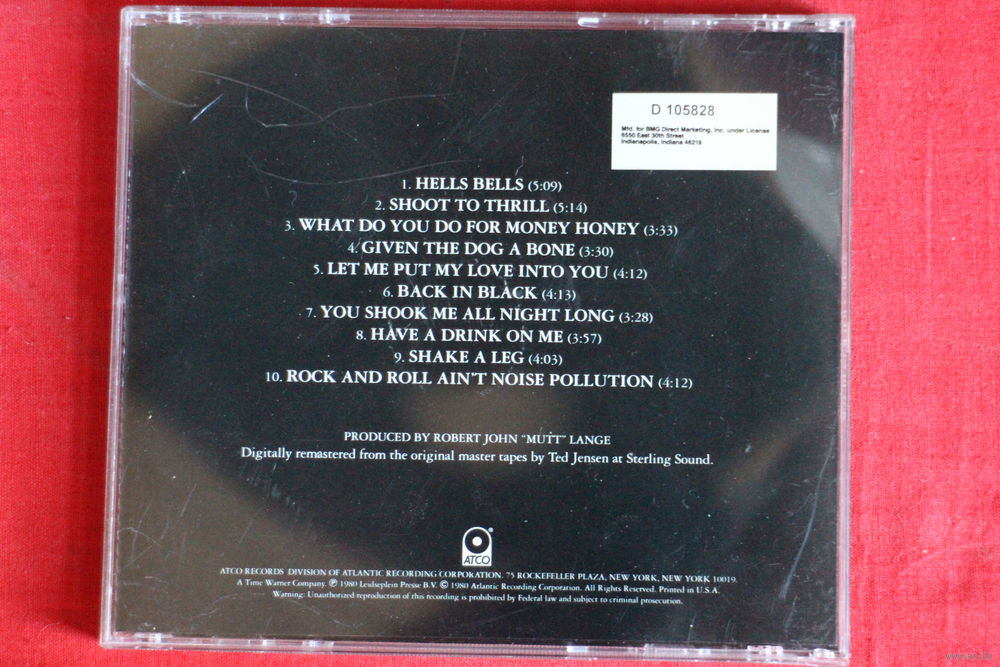 D 105828
Mfd. for BMG Direct Marketing, Inc. under License
6550 East 30th Street
Indianapolis, Indiana 46219
1. HELLS BELLS (5:09)
2. SHOOT TO THRILL (5:14)
3. WHAT DO YOU DO FOR MONEY HONEY (3:33)
4. GIVEN THE DOG A BONE (3:30)
5. LET ME PUT MY LOVE INTO YOU (4:12)
6. BACK IN BLACK (4:13)
7. YOU SHOOK ME ALL NIGHT LONG (3:28)
8. HAVE A DRINK ON ME (3:57)
9. SHAKE A LEG (4:03)
10. ROCK AND ROLL AIN'T NOISE POLLUTION (4:12)
PRODUCED BY ROBERT JOHN "MUTT" LANGE
Digitally remastered from the original master tapes by Ted Jensen at Sterling Sound.
ATCO
®
ATCO RECORDS DIVISION OF ATLANTIC RECORDING CORPORATION. 75 ROCKEFELLER PLAZA, NEW YORK, NEW YORK 10019.
A Time Warner Company. ℗ 1980 Leidseplein Presse B.V. © 1980 Atlantic Recording Corporation. All Rights Reserved. Printed in U.S.A.
Warning: Unauthorized reproduction of this recording is prohibited by Federal law and subject to criminal prosecution.